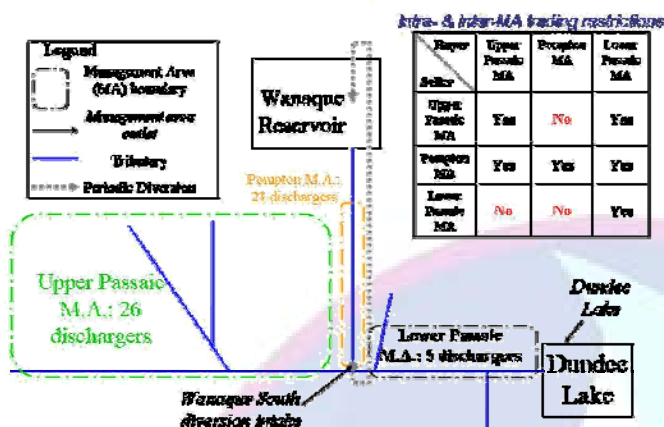 Intra- & Inter-MA trading restrictions
Legend
Management Area
(MA) boundary
Management area
outlet
Tributary
Periodic Diversion
Wanaque
Reservoir
Buyer
Seller
Upper
Passaic
MA
Pompton
MA
Lower
Passaic
MA
Upper
Passaic
MA
Yes
No
Yes
Pompton
MA
Yes
Yes
Yes
Lower
Passaic
MA
No
No
Yes
Pompton M.A.:
dischargers
Upper Passaic
M.A.: 26
dischargers
Lower Passaic
M.A.: 5 dischargers
Dundee
Lake
Dundee
Lake
Wanaque South
diversion intake